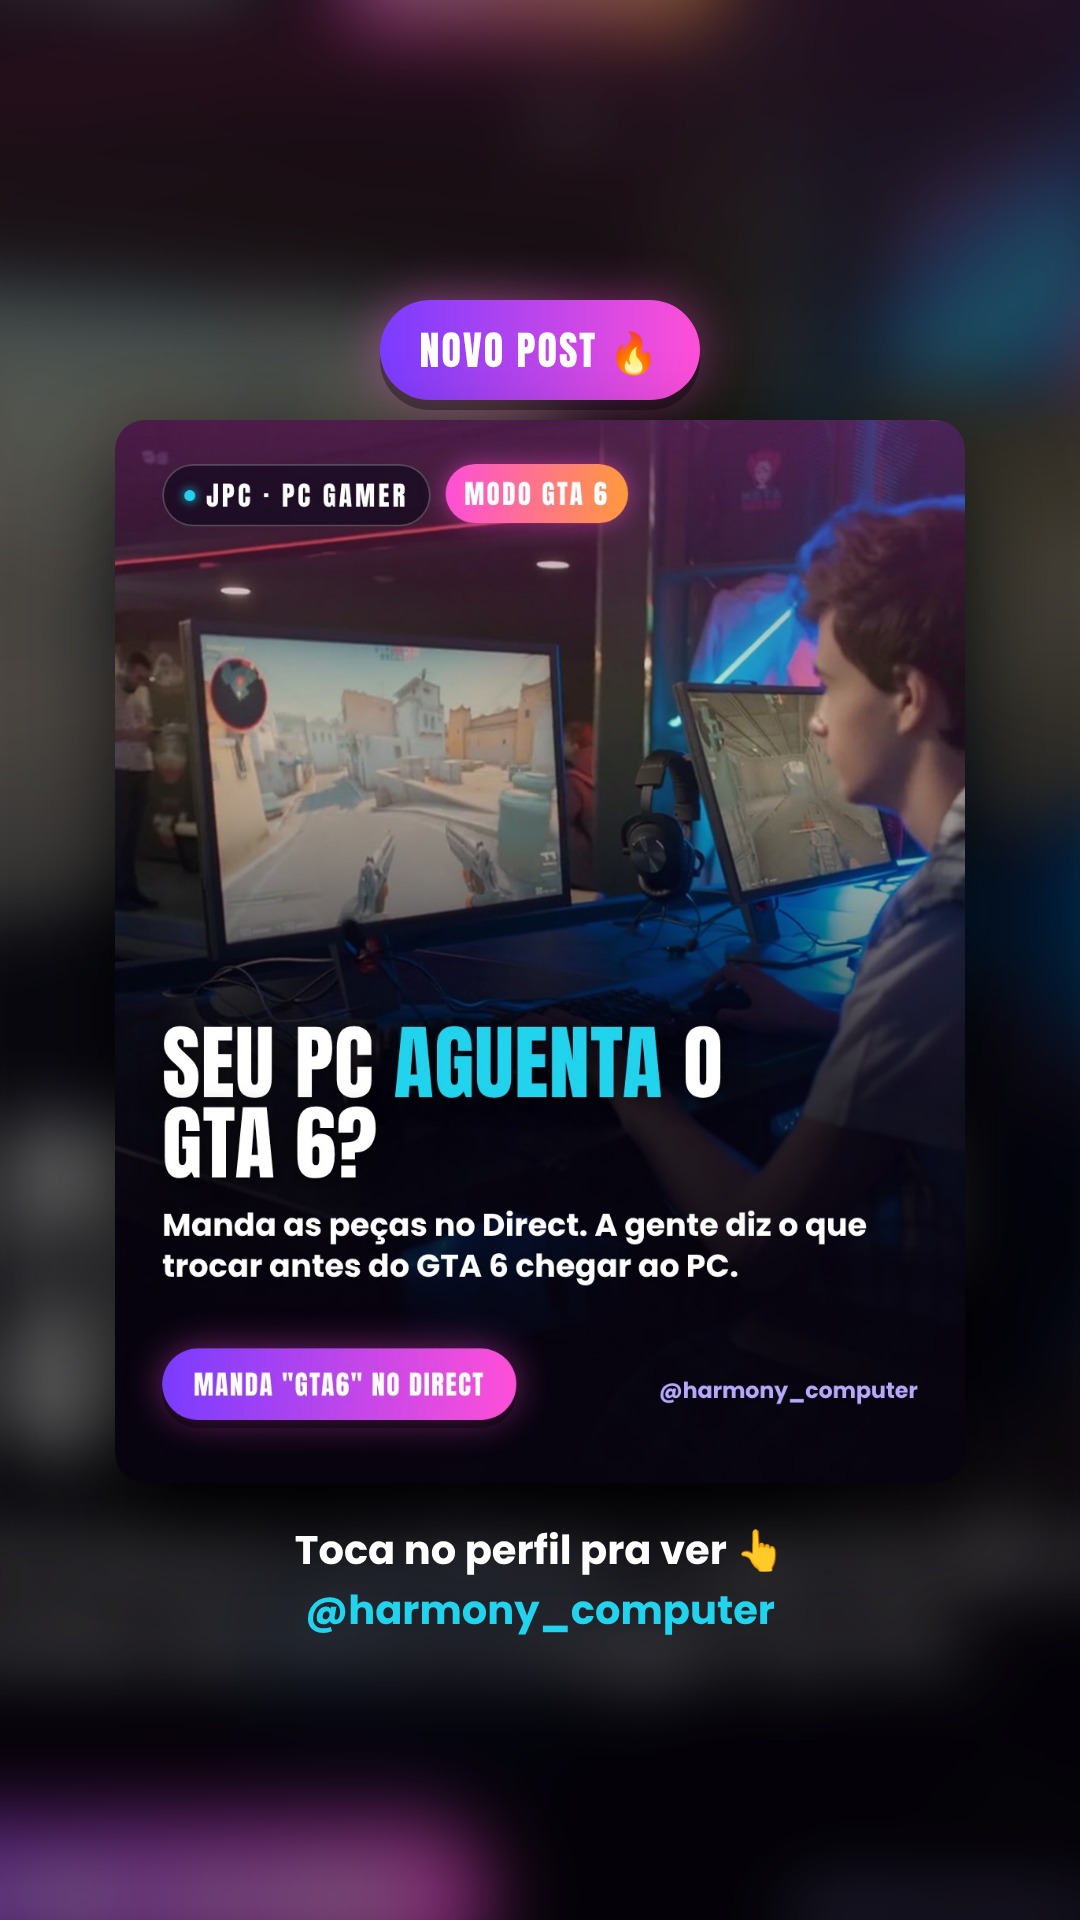 NOVO POST 🔥
JPC · PC GAMER
MODO GTA 6
SEU PC AGUENTA O
GTA 6?
Manda as peças no Direct. A gente diz o que
trocar antes do GTA 6 chegar ao PC.
MANDA "GTA6" NO DIRECT
@harmony_computer
Toca no perfil pra ver 👆
@harmony_computer